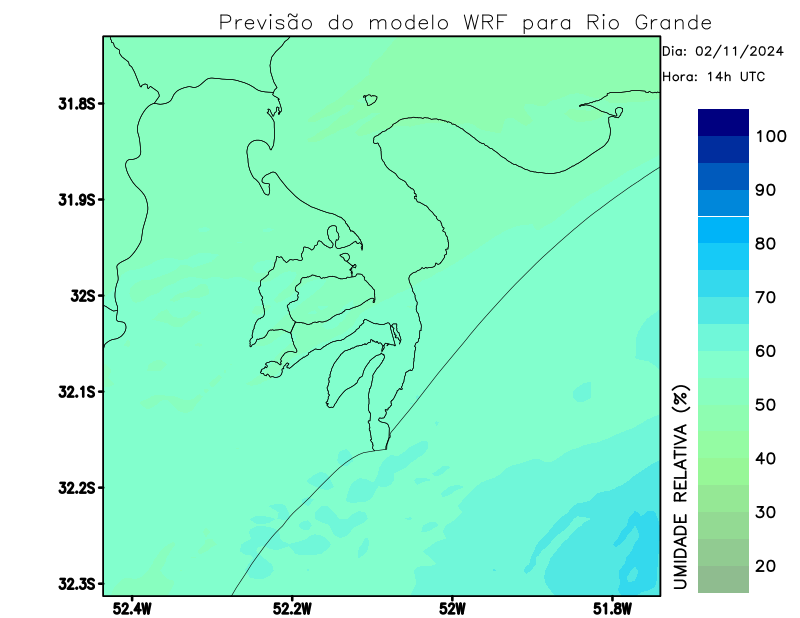 Previsão do modelo WRF para Rio Grande
Dia: 02/11/2024
Hora: 14h UTC
31.8S
31.9S
32S
32.1S
32.2S
32.3S
52.4W
52.2W
52W
51.8W
UMIDADE RELATIVA (%)
100
90
80
70
60
50
40
30
20